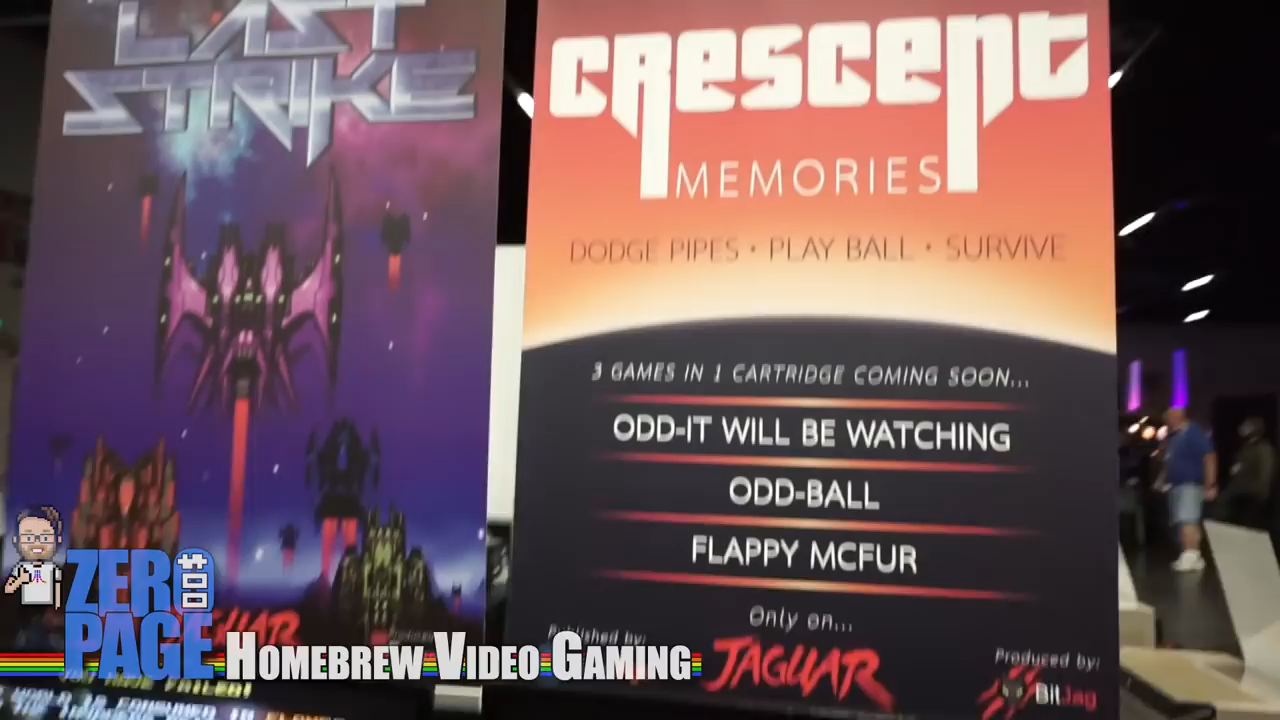 LAST
STRIKE
CRESCENT
MEMORIES
DODGE PIPES • PLAY BALL • SURVIVE
3 GAMES IN 1 CARTRIDGE COMING SOON...
ODD-IT WILL BE WATCHING
ODD-BALL
FLAPPY MCFUR
Only on...
Published by:
JAGUAR
Produced by:
BitJag
ZERO
PAGE
HOMEBREW VIDEO GAMING
FAILED!